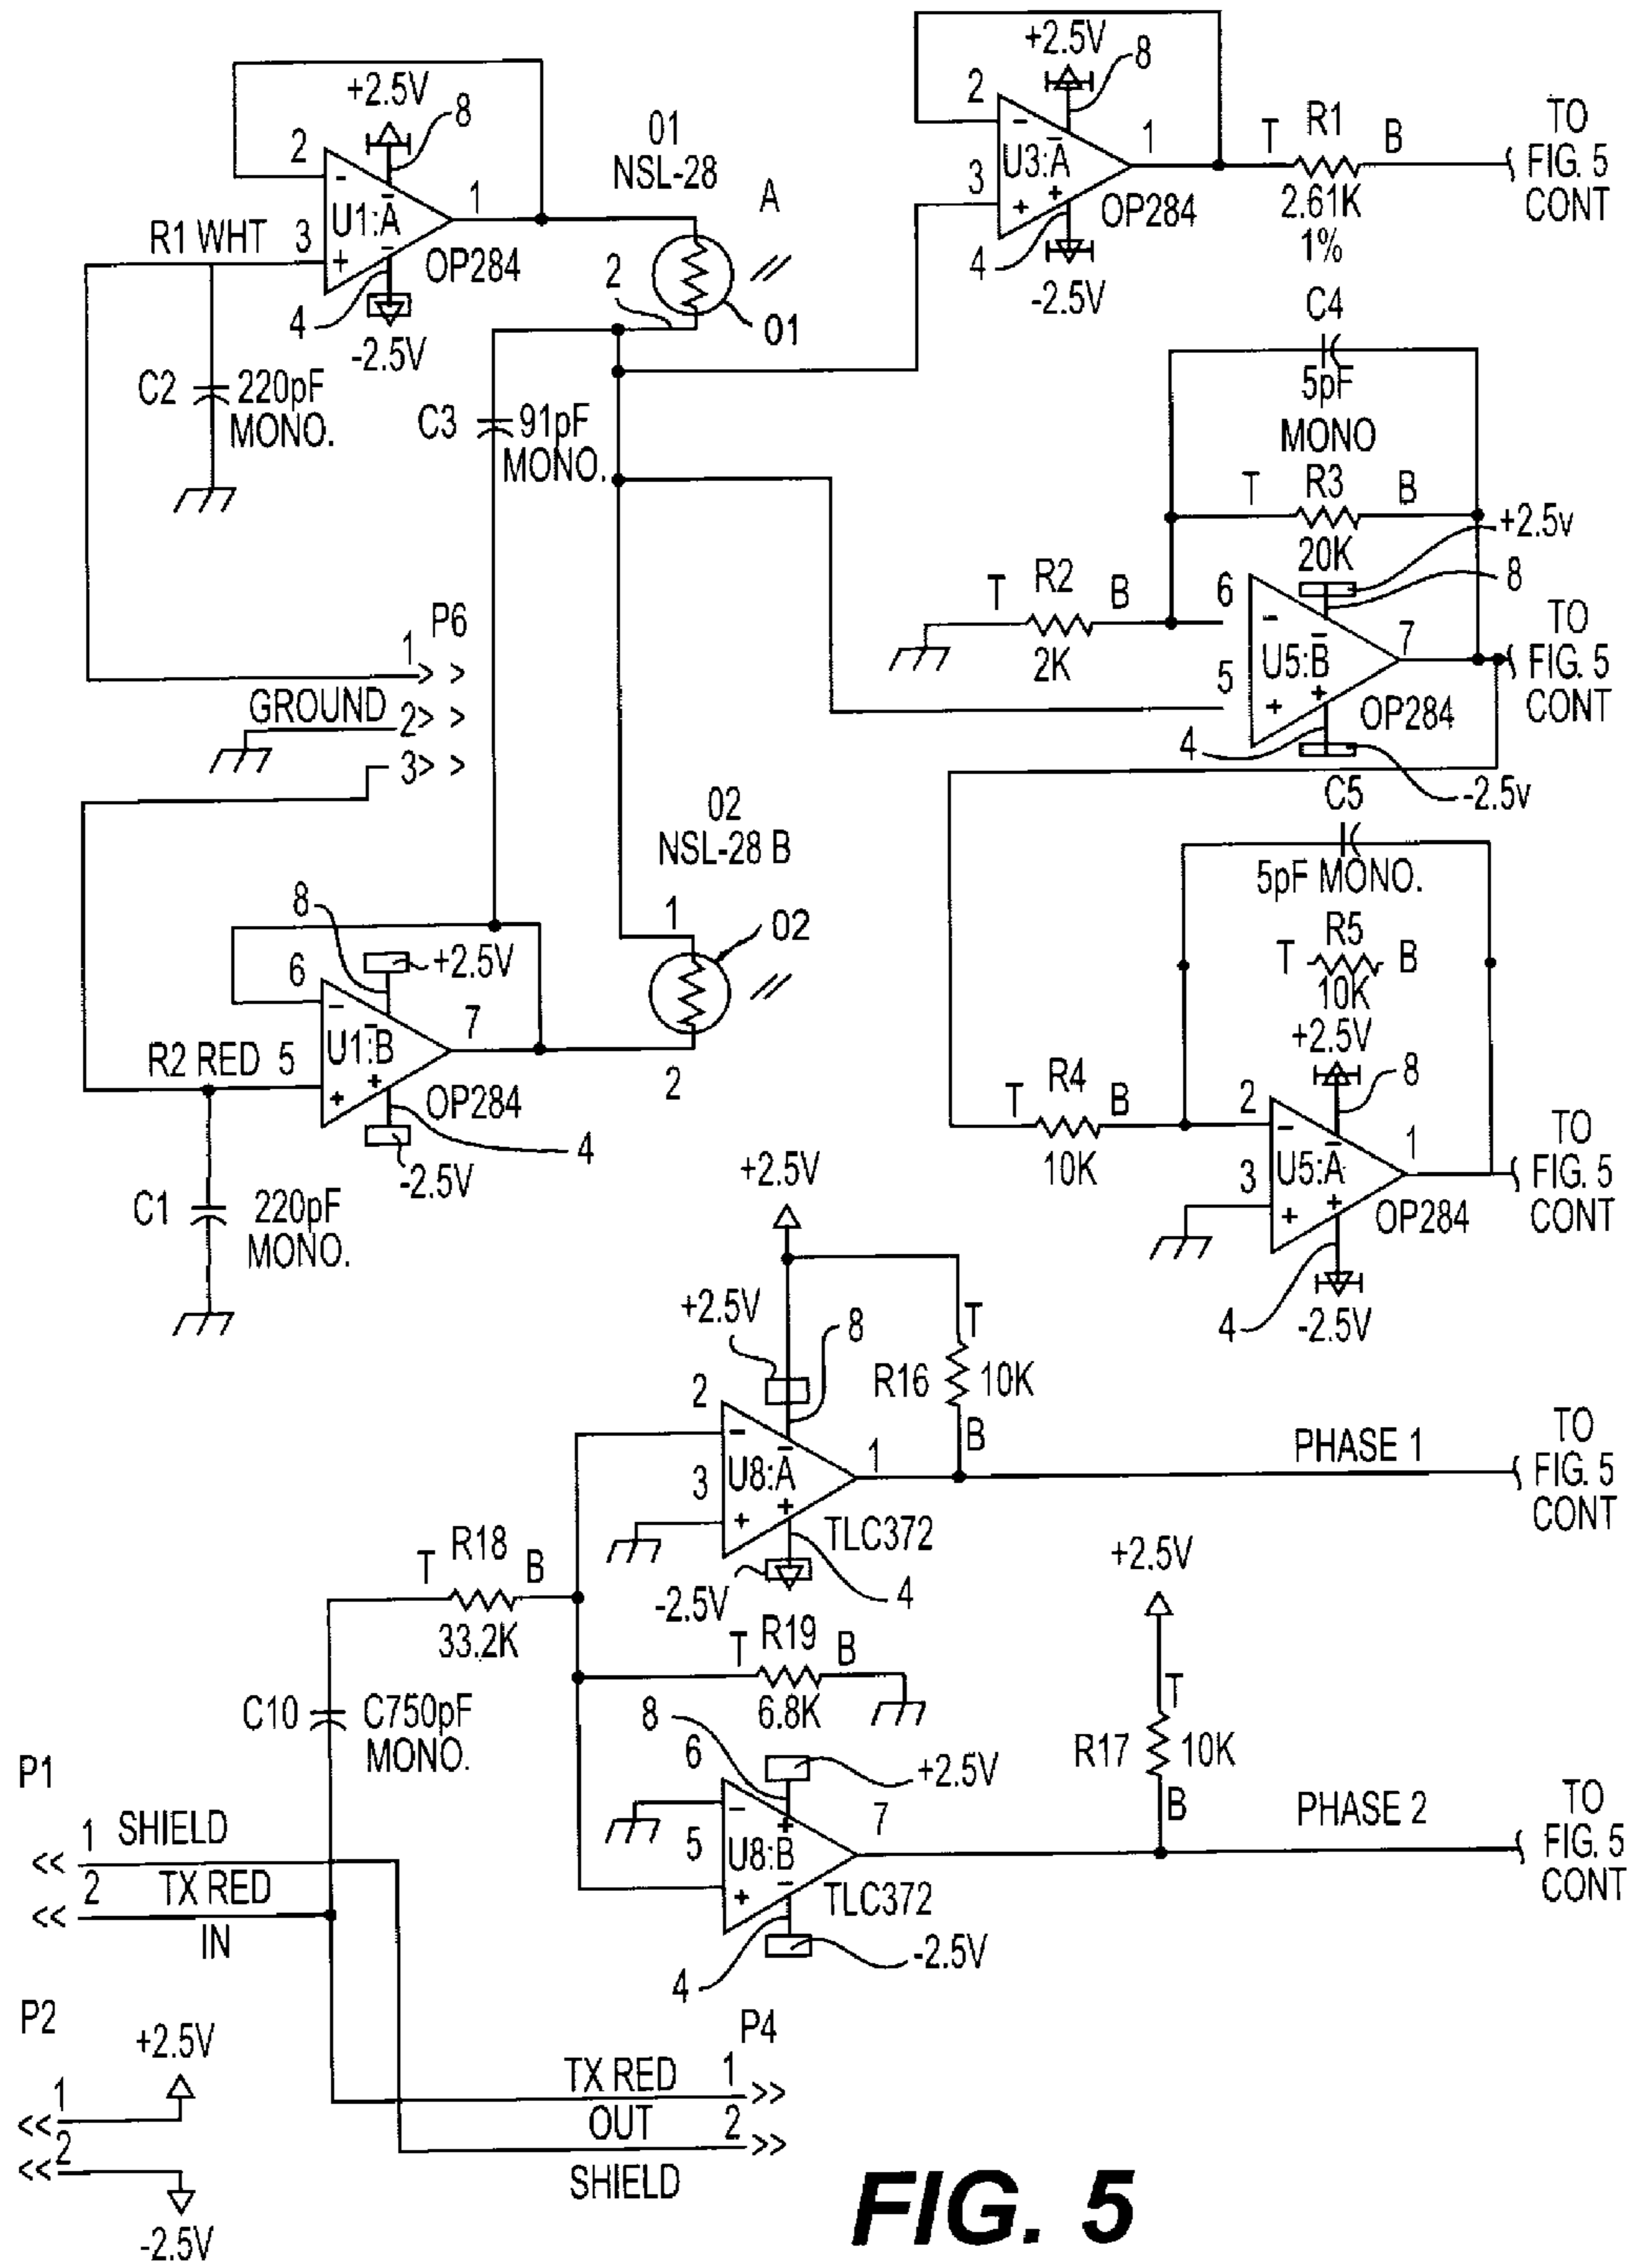 +2.5V
8
2
-
U1:A
-
-
1
R1 WHT
3
+
OP284
4
-2.5V
C2
220pF
MONO.
01
NSL-28
A
2
2
01
C3
91pF
MONO.
+2.5V
8
2
-
U3:A
-
1
3
+
+
OP284
4
-2.5V
T
R1
B
2.61K
1%
TO
FIG. 5
CONT
C4
5pF
MONO
T
R3
B
20K
+2.5v
8
T
R2
B
2K
6
-
U5:B
-
7
5
+
+
OP284
4
-2.5v
TO
FIG. 5
CONT
P6
1
> >
GROUND
2> >
3> >
02
NSL-28 B
1
02
2
8
+2.5V
6
-
U1:B
-
7
R2 RED
5
+
+
OP284
4
-2.5V
C1
220pF
MONO.
C5
5pF MONO.
T
R5
B
10K
+2.5V
8
T
R4
B
10K
2
-
U5:A
-
1
3
+
+
OP284
4
-2.5V
TO
FIG. 5
CONT
+2.5V
+2.5V
8
T
R16
10K
B
2
-
U8:A
-
1
3
+
+
TLC372
4
-2.5V
PHASE 1
TO
FIG. 5
CONT
T
R18
B
33.2K
T
R19
B
6.8K
C10
C750pF
MONO.
8
6
+2.5V
-
+
U8:B
7
5
+
-
TLC372
4
-2.5V
+2.5V
T
R17
10K
B
PHASE 2
TO
FIG. 5
CONT
P1
1
SHIELD
<<
2
TX RED
<<
IN
P2
+2.5V
1
<<
2
<<
-2.5V
P4
TX RED
1
>>
OUT
2
>>
SHIELD
FIG. 5